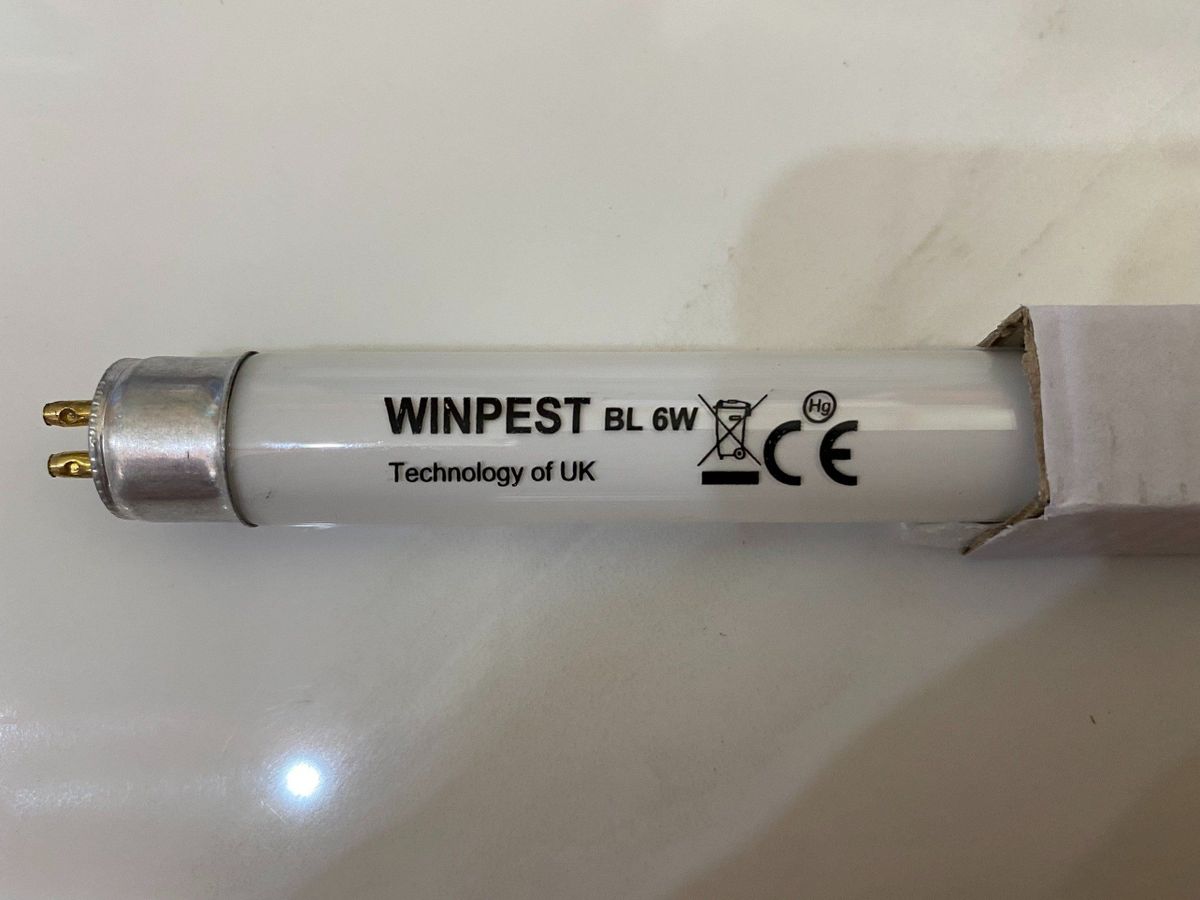 WINPEST BL 6W Hg CE
Technology of UK